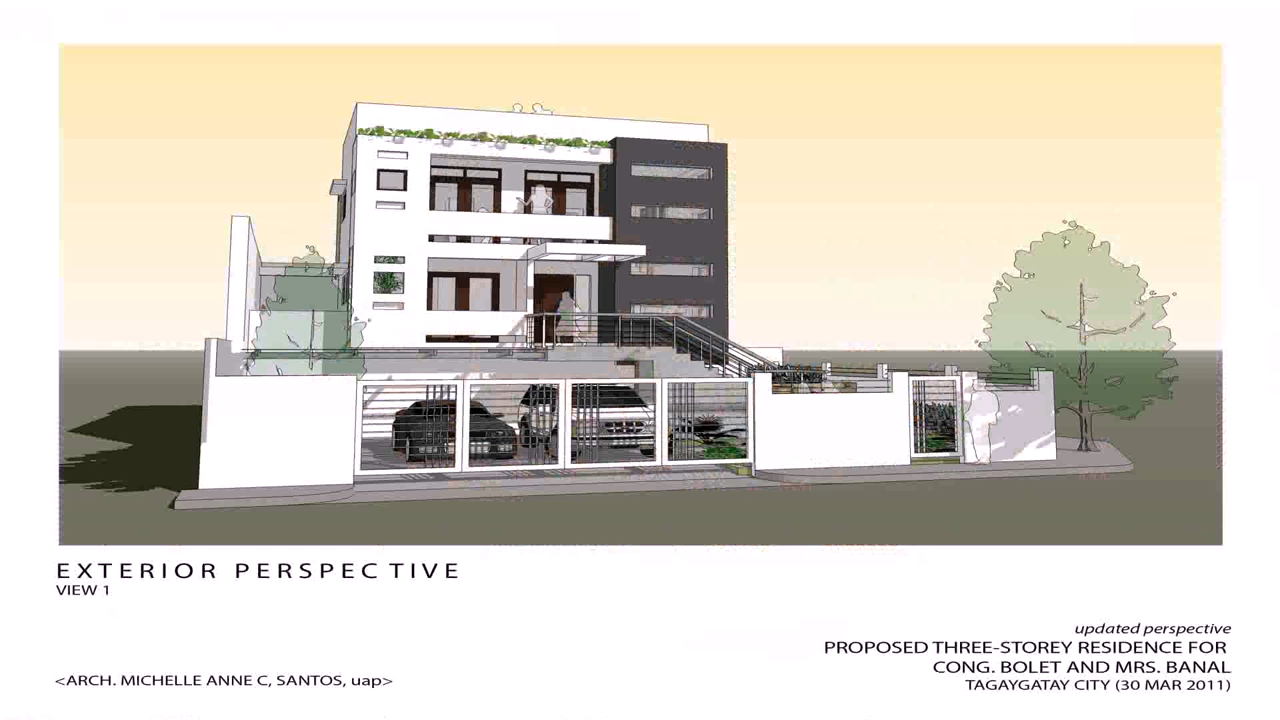 EXTERIOR PERSPECTIVE
VIEW 1
updated perspective
PROPOSED THREE-STOREY RESIDENCE FOR
CONG. BOLET AND MRS. BANAL
TAGAYGATAY CITY (30 MAR 2011)
<ARCH. MICHELLE ANNE C, SANTOS, uap>